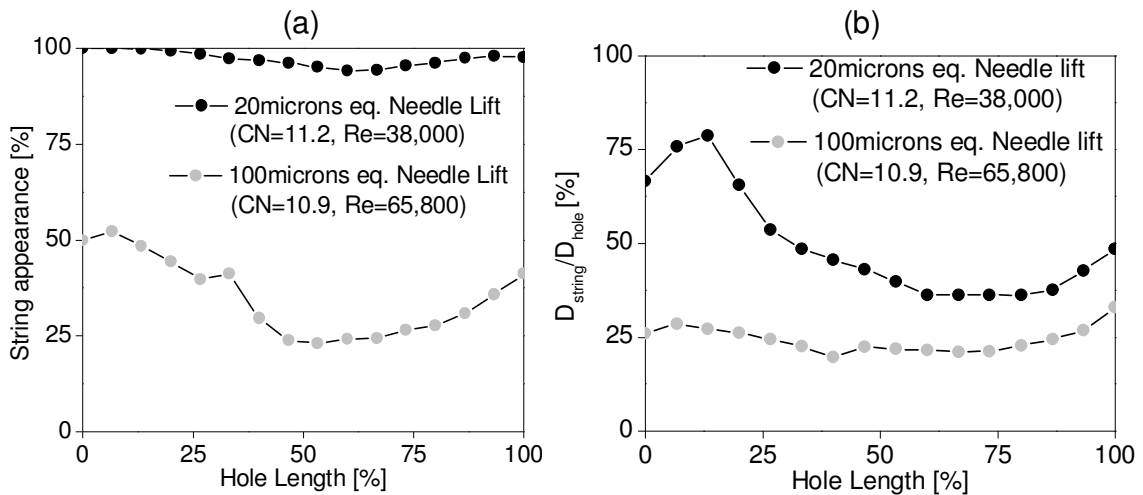 (a)
100
75
50
25
0
String appearance [%]
20microns eq. Needle Lift
(CN=11.2, Re=38,000)
100microns eq. Needle Lift
(CN=10.9, Re=65,800)
0
25
50
75
100
Hole Length [%]
(b)
100
75
50
25
0
D_string/D_hole [%]
20microns eq. Needle lift
(CN=11.2, Re=38,000)
100microns eq. Needle lift
(CN=10.9, Re=65,800)
0
25
50
75
100
Hole Length [%]